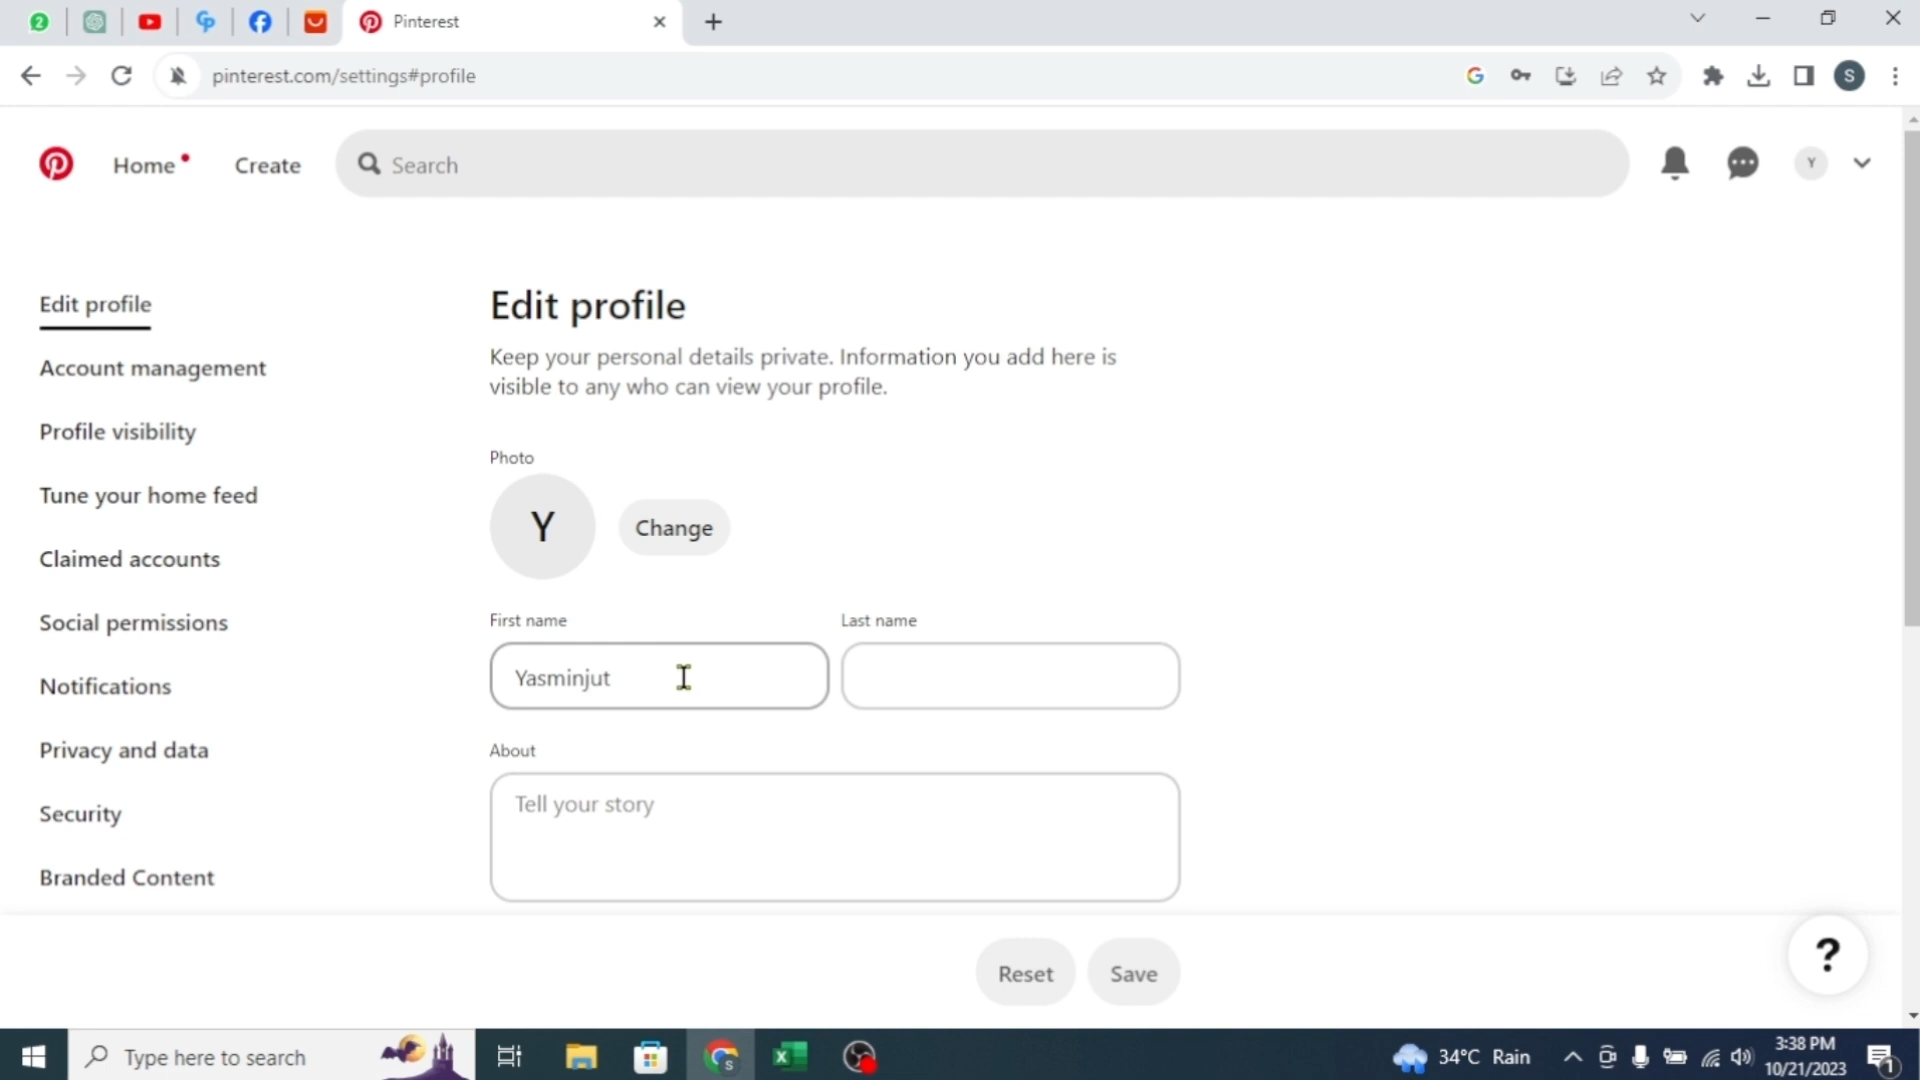 2
Pinterest
pinterest.com/settings#profile
S
Home
Create
Search
Y
Edit profile
Account management
Profile visibility
Tune your home feed
Claimed accounts
Social permissions
Notifications
Privacy and data
Security
Branded Content
Edit profile
Keep your personal details private. Information you add here is
visible to any who can view your profile.
Photo
Y
Change
First name
Last name
Yasminjut
About
Tell your story
Reset
Save
?
Type here to search
34°C Rain
3:38 PM
10/21/2023
1